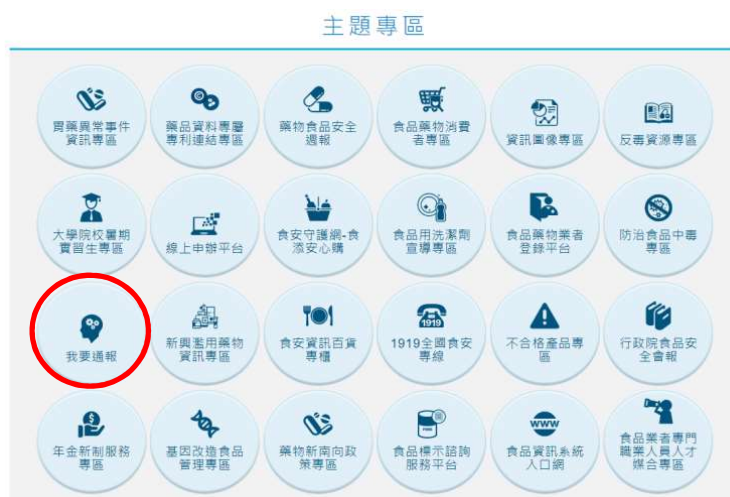 主題專區
胃藥異常事件
資訊專區
藥品資料專屬
專利連結專區
藥物食品安全
週報
食品藥物消費
者專區
資訊圖像專區
反毒資源專區
大學院校暑期
實習生專區
線上申辦平台
食安守護網-食
添安心購
食品用洗潔劑
宣導專區
食品藥物業者
登錄平台
防治食品中毒
專區
我要通報
新興濫用藥物
資訊專區
食安資訊百貨
專櫃
1919
1919全國食安
專線
不合格產品專
區
行政院食品安
全會報
年金新制服務
專區
基因改造食品
管理專區
藥物新南向政
策專區
食品標示諮詢
服務平台
WWW
食品資訊系統
入口網
食品業者專門
職業人員人才
媒合專區